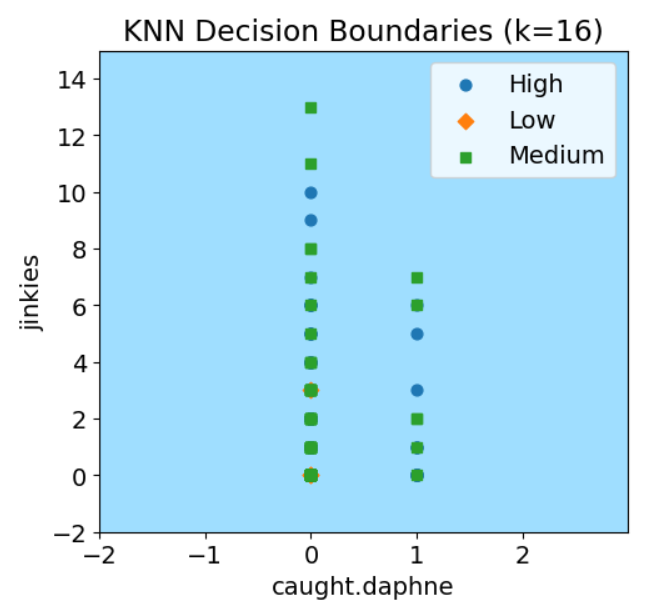 KNN Decision Boundaries (k=16)
High
Low
Medium
14
12
10
8
6
4
2
0
−2
jinkies
−2 −1 0 1 2
caught.daphne